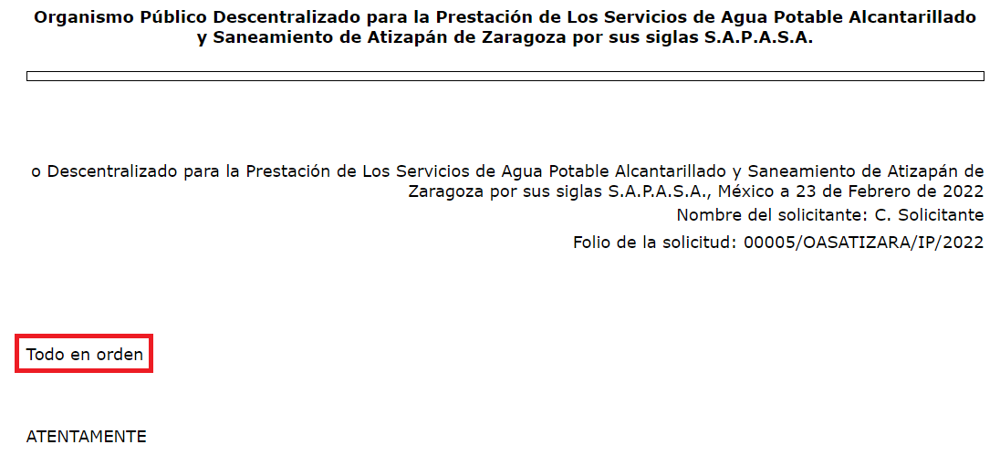 Organismo Público Descentralizado para la Prestación de Los Servicios de Agua Potable Alcantarillado
y Saneamiento de Atizapán de Zaragoza por sus siglas S.A.P.A.S.A.
o Descentralizado para la Prestación de Los Servicios de Agua Potable Alcantarillado y Saneamiento de Atizapán de
Zaragoza por sus siglas S.A.P.A.S.A., México a 23 de Febrero de 2022
Nombre del solicitante: C. Solicitante
Folio de la solicitud: 00005/OASATIZARA/IP/2022
Todo en orden
ATENTAMENTE